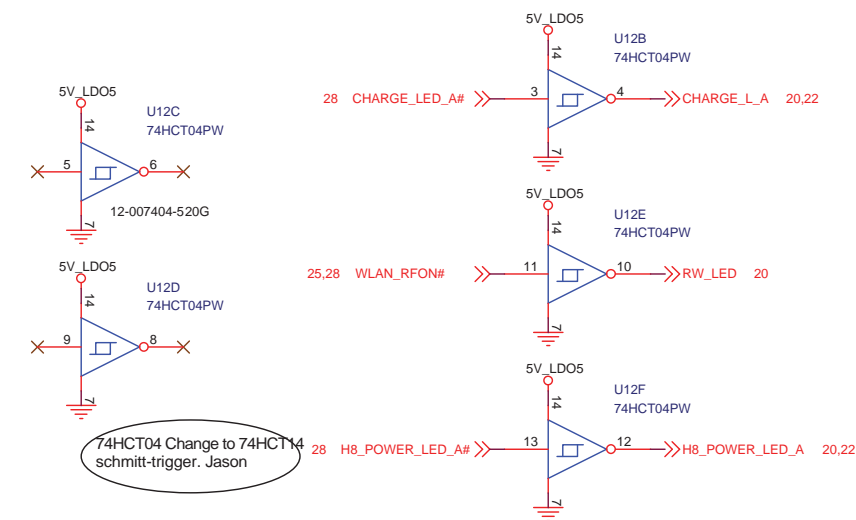 5V_LDO5
14
U12C
74HCT04PW
5
6
7
12-007404-520G
5V_LDO5
14
U12D
74HCT04PW
9
8
7
74HCT04 Change to 74HCT14
schmitt-trigger. Jason
5V_LDO5
14
U12B
74HCT04PW
28 CHARGE_LED_A# 3 4 CHARGE_L_A 20,22
7
5V_LDO5
14
U12E
74HCT04PW
25,28 WLAN_RFON# 11 10 RW_LED 20
7
5V_LDO5
14
U12F
74HCT04PW
28 H8_POWER_LED_A# 13 12 H8_POWER_LED_A 20,22
7